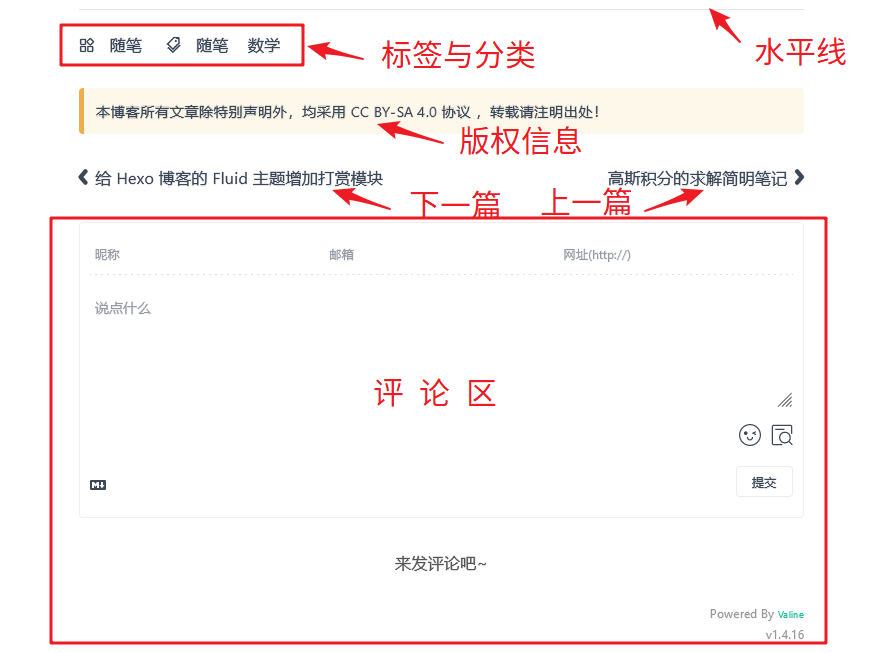 水平线
随笔 随笔 数学
标签与分类
本博客所有文章除特别声明外，均采用 CC BY-SA 4.0 协议 ，转载请注明出处！
版权信息
给 Hexo 博客的 Fluid 主题增加打赏模块
高斯积分的求解简明笔记
下一篇
上一篇
昵称 邮箱 网址(http://)
说点什么
评 论 区
M↓
提交
来发评论吧~
Powered By Valine
v1.4.16